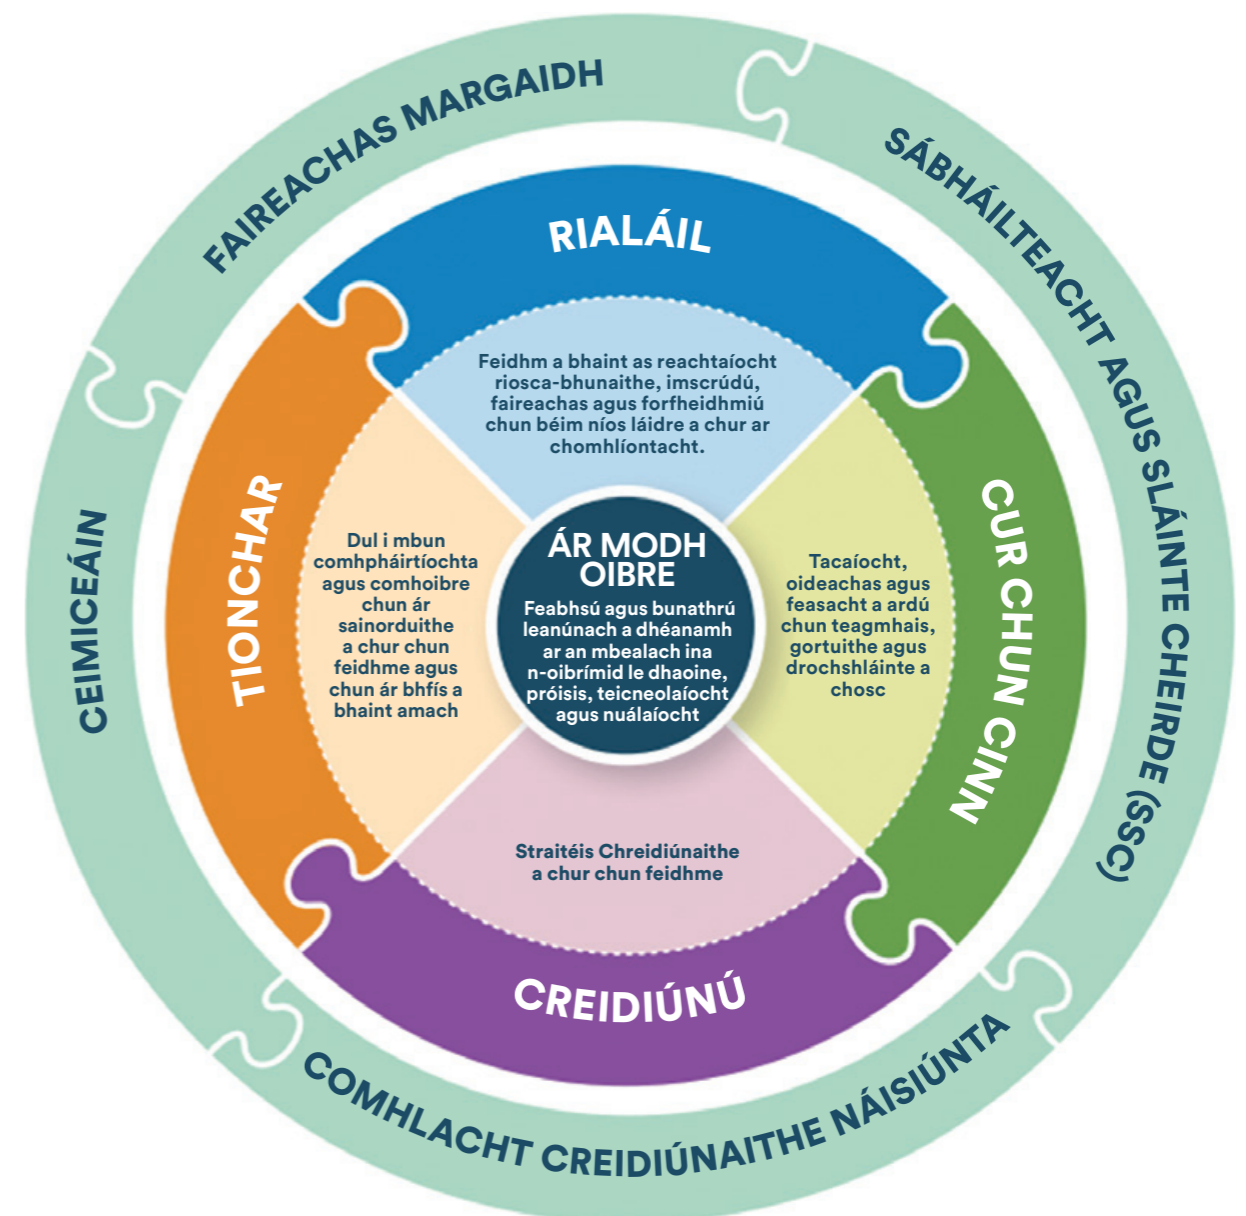 FAIREACHAS MARGAIDH
SÁBHÁILTEACHT AGUS SLÁINTE CHEIRDE (SSC)
CEIMICEÁIN
COMHLACHT CREIDIÚNAITHE NÁISIÚNTA
RIALÁIL
Feidhm a bhaint as reachtaíocht
riosca-bhunaithe, imscrúdú,
faireachas agus forfheidhmiú
chun béim níos láidre a chur ar
chomhlíontacht.
TIONCHAR
Dul i mbun
comhpháirtíochta
agus comhoibre
chun ár
sainorduithe
a chur chun
feidhme agus
chun ár bhfís a
bhaint amach
ÁR MODH
OIBRE
Feabhsú agus bunathrú
leanúnach a dhéanamh
ar an mbealach ina
n-oibrímid le dhaoine,
próisis, teicneolaíocht
agus nuálaíocht
CUR CHUN CINN
Tacaíocht,
oideachas agus
feasacht a ardú
chun teagmhais,
gortuithe agus
drochshláinte a
chosc
Straitéis Chreidiúnaithe
a chur chun feidhme
CREIDIÚNÚ